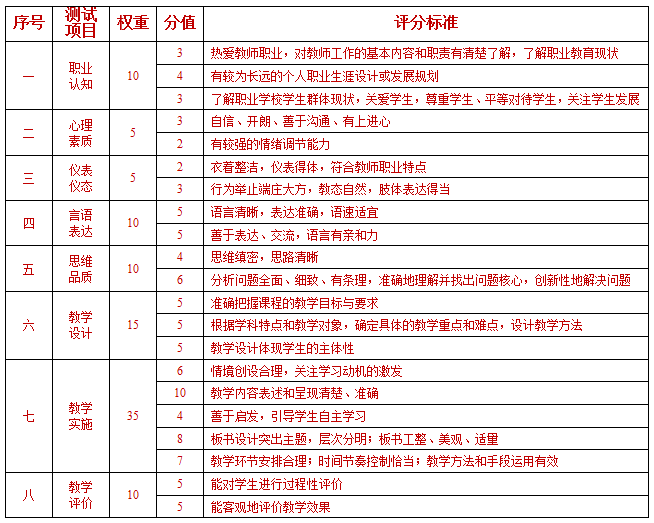 序号 测试项目 权重 分值 评分标准
一 职业认知 10 3 热爱教师职业，对教师工作的基本内容和职责有清楚了解，了解职业教育现状
4 有较为长远的个人职业生涯设计或发展规划
3 了解职业学校学生群体现状，关爱学生，尊重学生、平等对待学生，关注学生发展
二 心理素质 5 3 自信、开朗、善于沟通、有上进心
2 有较强的情绪调节能力
三 仪表仪态 5 2 衣着整洁，仪表得体，符合教师职业特点
3 行为举止端庄大方，教态自然，肢体表达得当
四 言语表达 10 5 语言清晰，表达准确，语速适宜
5 善于表达、交流，语言有亲和力
五 思维品质 10 4 思维缜密，思路清晰
6 分析问题全面、细致、有条理，准确地理解并找出问题核心，创新性地解决问题
六 教学设计 15 5 准确把握课程的教学目标与要求
5 根据学科特点和教学对象，确定具体的教学重点和难点，设计教学方法
5 教学设计体现学生的主体性
七 教学实施 35 6 情境创设合理，关注学习动机的激发
10 教学内容表述和呈现清楚、准确
4 善于启发，引导学生自主学习
8 板书设计突出主题，层次分明；板书工整、美观、适量
7 教学环节安排合理；时间节奏控制恰当；教学方法和手段运用有效
八 教学评价 10 5 能对学生进行过程性评价
5 能客观地评价教学效果